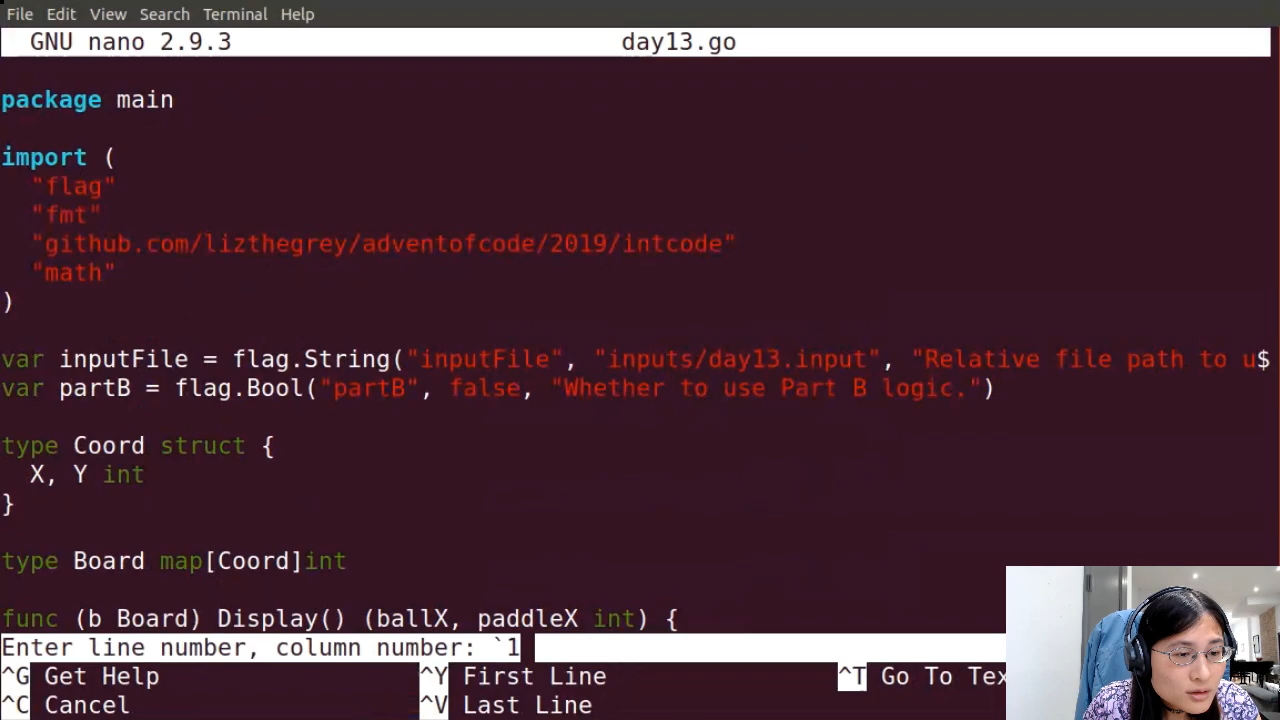 File Edit View Search Terminal Help
GNU nano 2.9.3 day13.go
package main
import (
"flag"
"fmt"
"github.com/lizthegrey/adventofcode/2019/intcode"
"math"
)
var inputFile = flag.String("inputFile", "inputs/day13.input", "Relative file path to u$
var partB = flag.Bool("partB", false, "Whether to use Part B logic.")
type Coord struct {
X, Y int
}
type Board map[Coord]int
func (b Board) Display() (ballX, paddleX int) {
Enter line number, column number: `1
^G Get Help ^Y First Line ^T Go To Tex
^C Cancel ^V Last Line